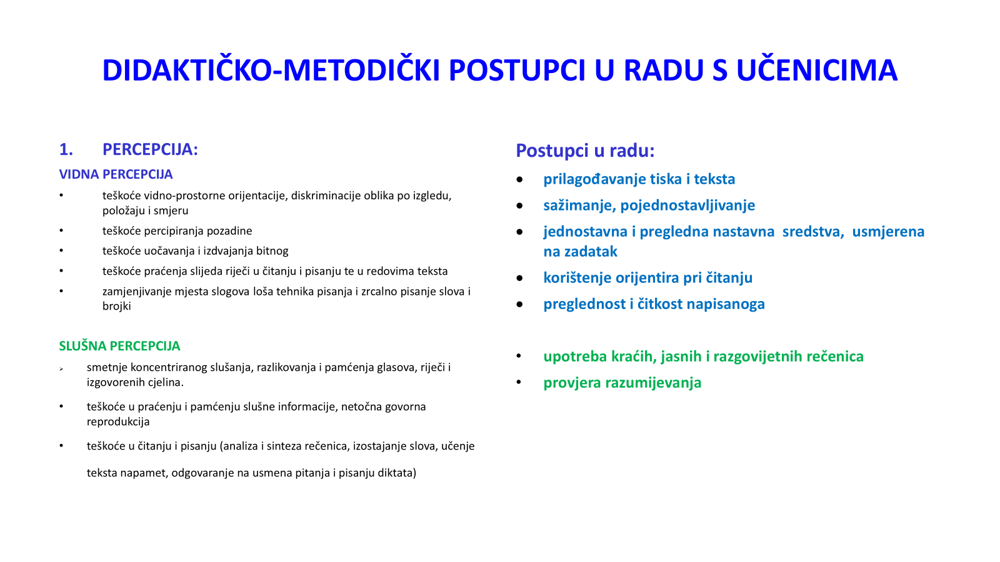 DIDAKTIČKO-METODIČKI POSTUPCI U RADU S UČENICIMA
1. PERCEPCIJA:
VIDNA PERCEPCIJA
• teškoće vidno-prostorne orijentacije, diskriminacije oblika po izgledu,
položaju i smjeru
• teškoće percipiranja pozadine
• teškoće uočavanja i izdvajanja bitnog
• teškoće praćenja slijeda riječi u čitanju i pisanju te u redovima teksta
• zamjenjivanje mjesta slogova loša tehnika pisanja i zrcalno pisanje slova i
brojki
SLUŠNA PERCEPCIJA
➢ smetnje koncentriranog slušanja, razlikovanja i pamćenja glasova, riječi i
izgovorenih cjelina.
• teškoće u praćenju i pamćenju slušne informacije, netočna govorna
reprodukcija
• teškoće u čitanju i pisanju (analiza i sinteza rečenica, izostajanje slova, učenje
teksta napamet, odgovaranje na usmena pitanja i pisanju diktata)
Postupci u radu:
• prilagođavanje tiska i teksta
• sažimanje, pojednostavljivanje
• jednostavna i pregledna nastavna  sredstva,  usmjerena
na zadatak
• korištenje orijentira pri čitanju
• preglednost i čitkost napisanoga
• upotreba kraćih, jasnih i razgovijetnih rečenica
• provjera razumijevanja